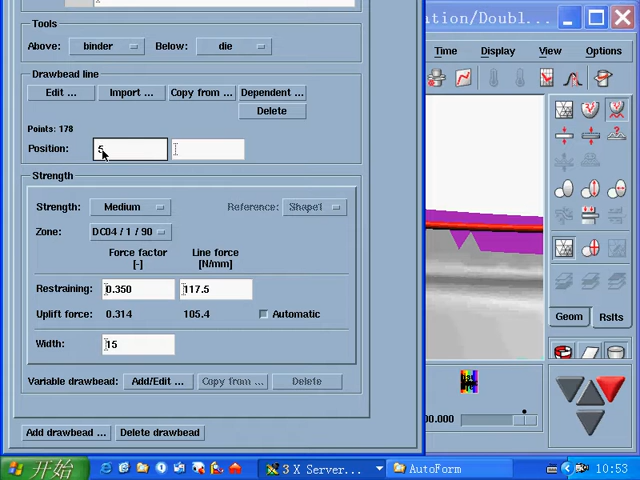 ation/Doubl...
Tools
Above: binder Below: die
Time Display View Options
Drawbead line
Edit ... Import ... Copy from ... Dependent ...
Delete
Points: 178
Position: 5
Strength
Strength: Medium Reference: Shape1
Zone: DC04 / 1 / 90
Force factor Line force
[-] [N/mm]
Restraining: 0.350 117.5
Uplift force: 0.314 105.4 Automatic
Width: 15
Geom Rslts
Variable drawbead: Add/Edit ... Copy from ... Delete
00.000
Add drawbead ... Delete drawbead
开始 3 X Server... AutoForm 10:53